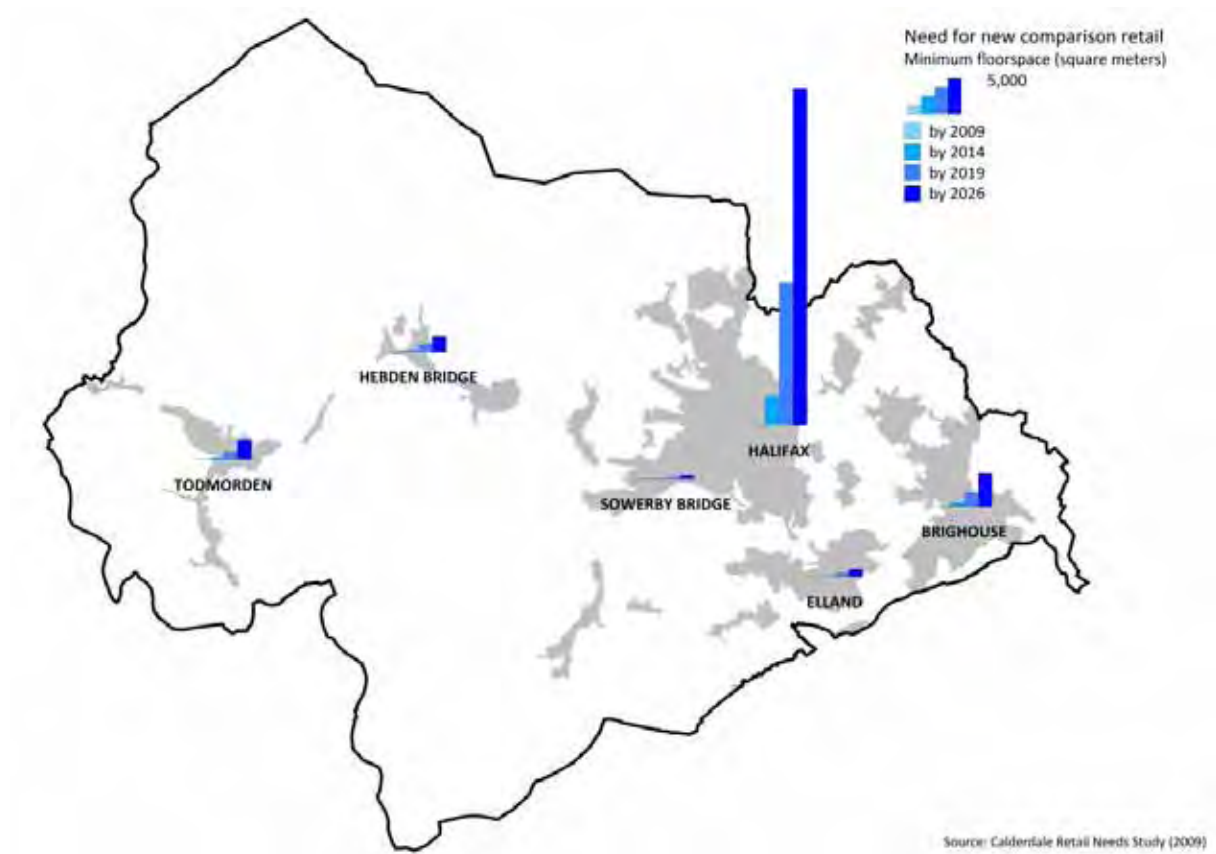 Need for new comparison retail
Minimum floorspace (square meters)
5,000
by 2009
by 2014
by 2019
by 2026
HEBDEN BRIDGE
HALIFAX
TODMORDEN
SOWERBY BRIDGE
BRIGHOUSE
ELLAND
Source: Calderdale Retail Needs Study (2009)